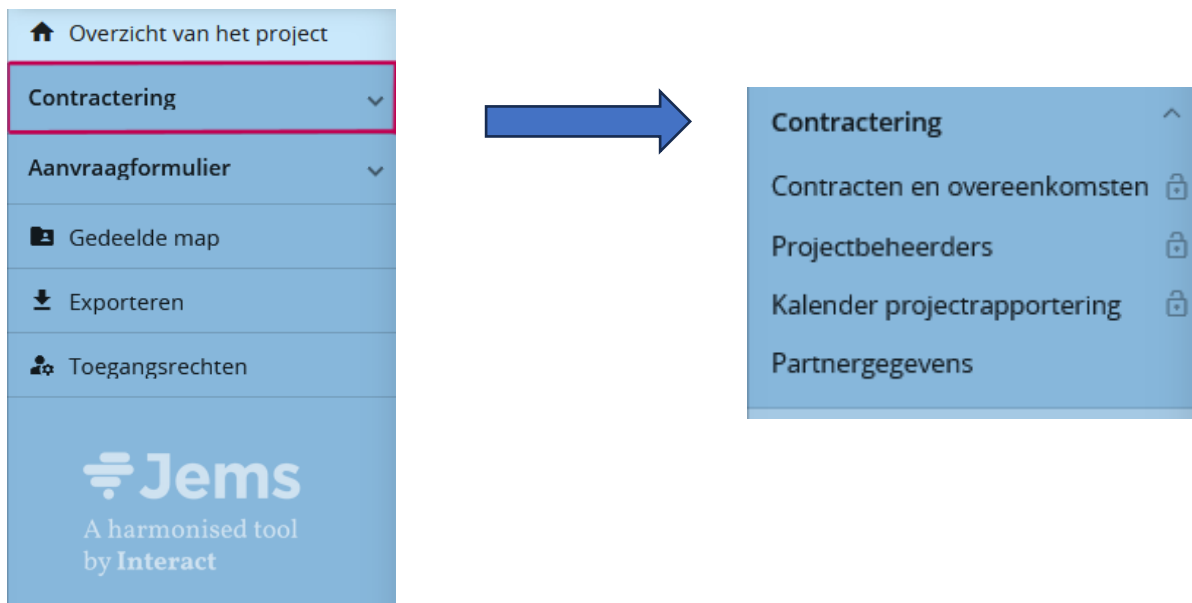 Overzicht van het project
Contractering
Aanvraagformulier
Gedeelde map
Exporteren
Toegangsrechten
Jems
A harmonised tool
by Interact
Contractering
Contracten en overeenkomsten
Projectbeheerders
Kalender projectrapportering
Partnergegevens